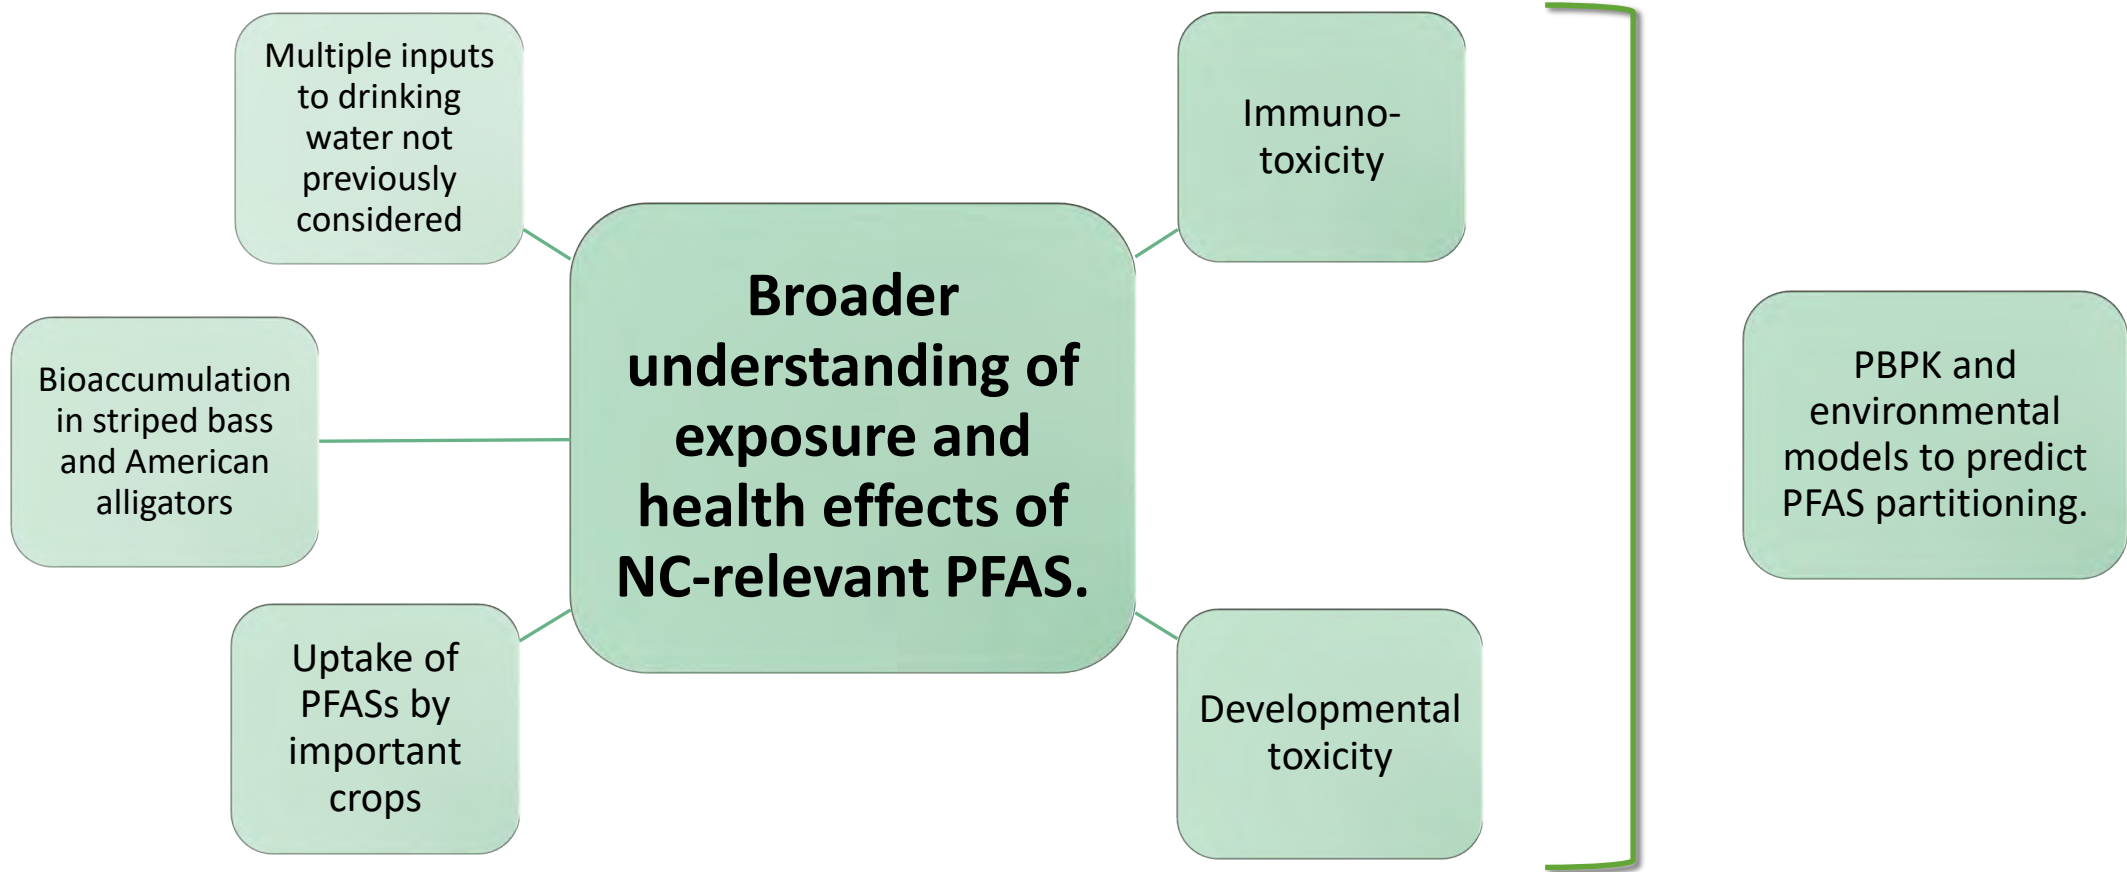 Multiple inputs
to drinking
water not
previously
considered
Bioaccumulation
in striped bass
and American
alligators
Uptake of
PFASs by
important
crops
Broader
understanding of
exposure and
health effects of
NC-relevant PFAS.
Immuno-
toxicity
Developmental
toxicity
PBPK and
environmental
models to predict
PFAS partitioning.